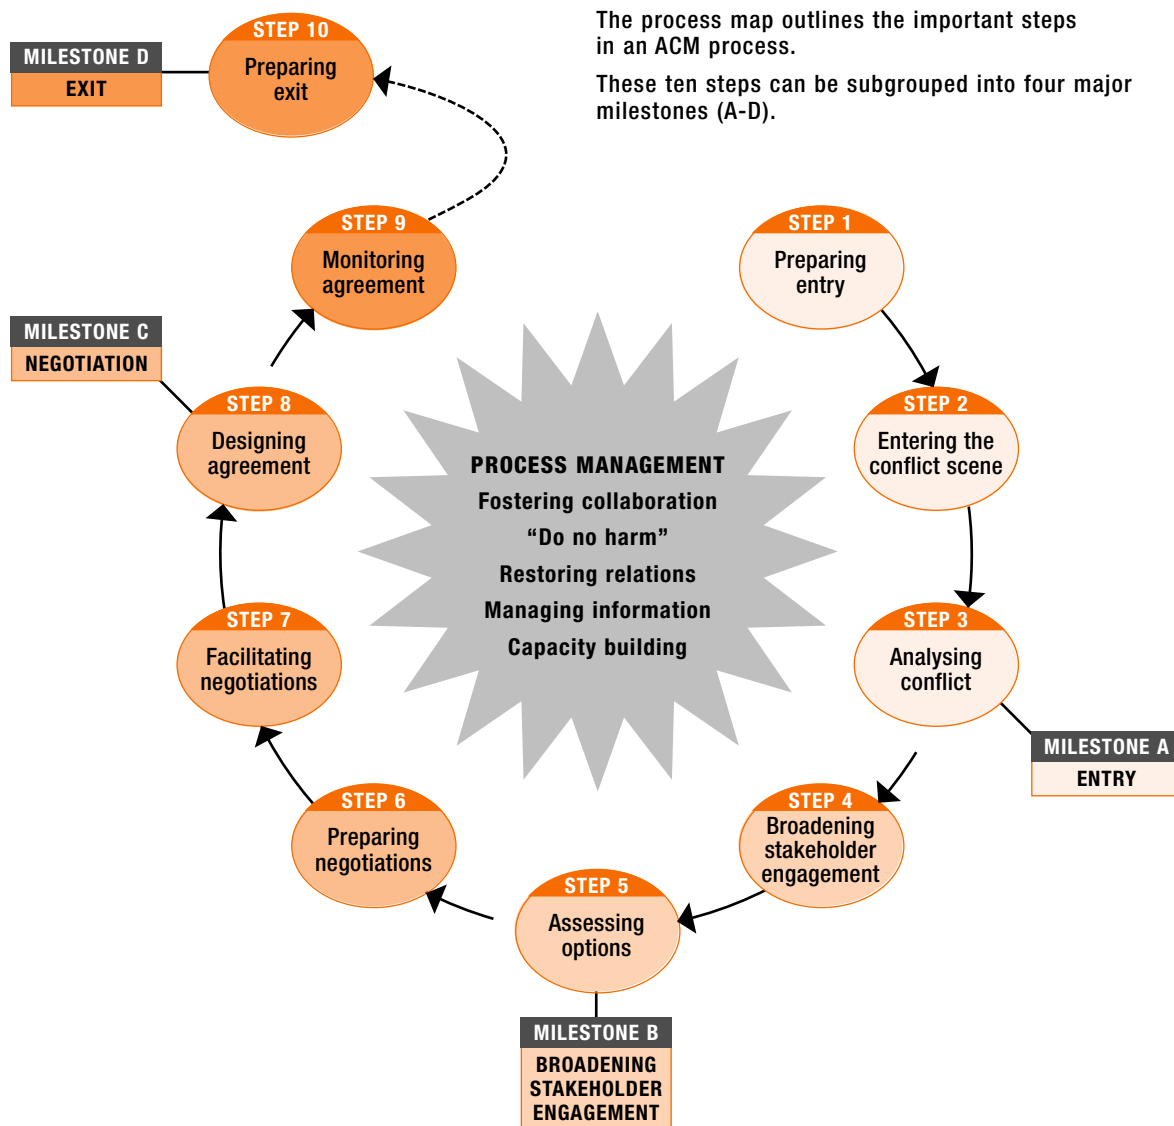 The process map outlines the important steps
in an ACM process.
These ten steps can be subgrouped into four major
milestones (A-D).
STEP 1
Preparing
entry
STEP 2
Entering the
conflict scene
STEP 3
Analysing
conflict
MILESTONE A
ENTRY
STEP 4
Broadening
stakeholder
engagement
STEP 5
Assessing
options
MILESTONE B
BROADENING
STAKEHOLDER
ENGAGEMENT
STEP 6
Preparing
negotiations
STEP 7
Facilitating
negotiations
STEP 8
Designing
agreement
MILESTONE C
NEGOTIATION
STEP 9
Monitoring
agreement
STEP 10
Preparing
exit
MILESTONE D
EXIT
PROCESS MANAGEMENT
Fostering collaboration
“Do no harm”
Restoring relations
Managing information
Capacity building